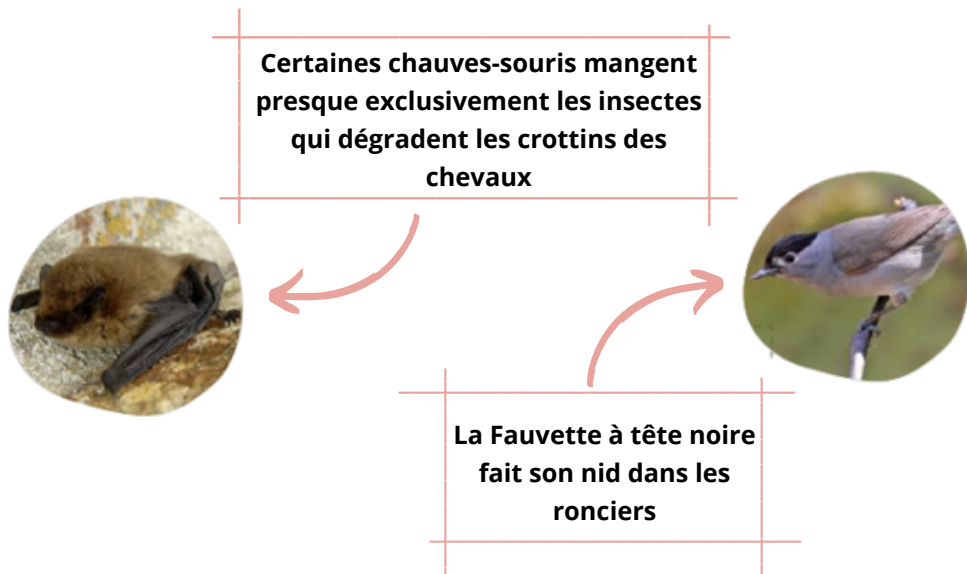 Certaines chauves-souris mangent
presque exclusivement les insectes
qui dégradent les crottins des
chevaux
La Fauvette à tête noire
fait son nid dans les
ronciers